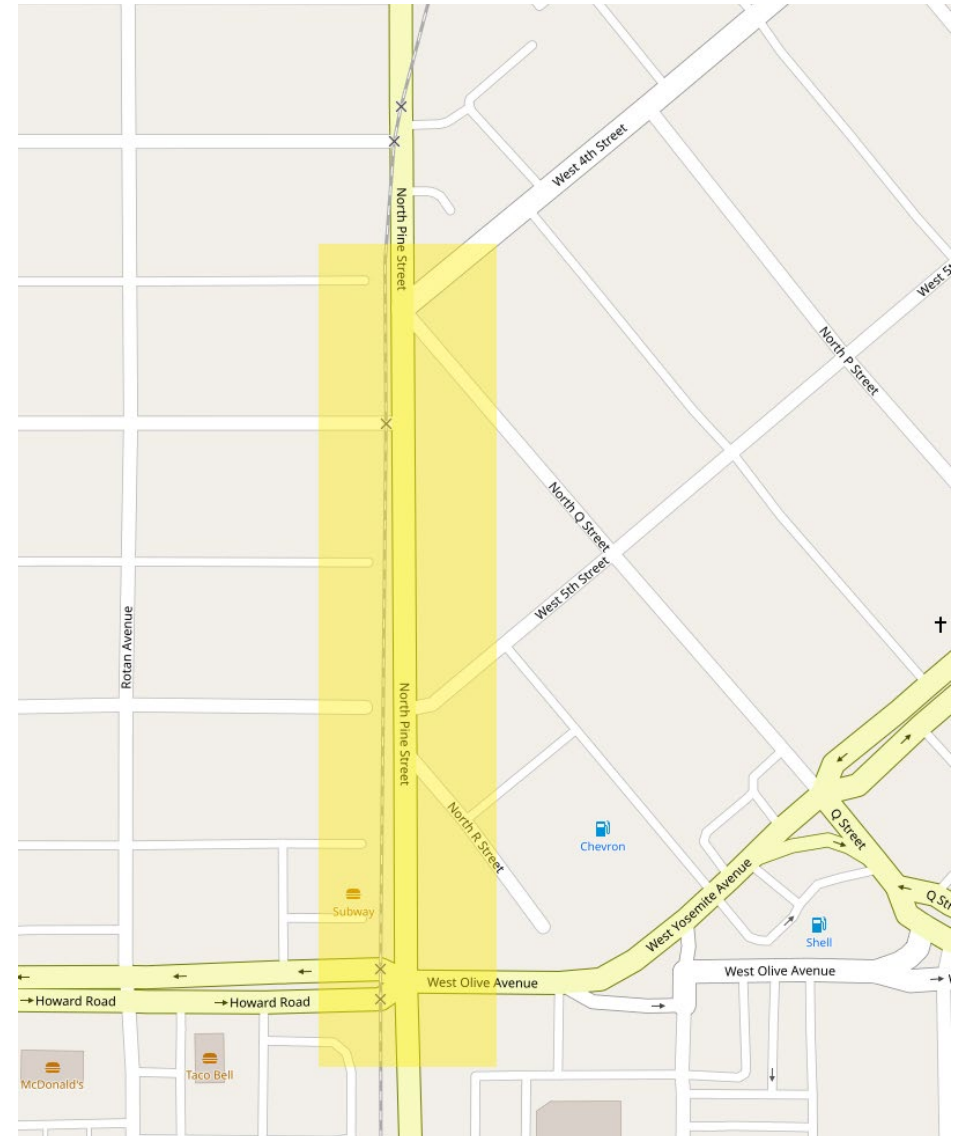 West 4th Street
North Pine Street
West 5
North P Street
North Q Street
West 5th Street
Rotan Avenue
North Pine Street
North R Street
Chevron
Q Street
Subway
West Yosemite Avenue
Q St
Shell
West Olive Avenue
West Olive Avenue
Howard Road
Howard Road
McDonald's
Taco Bell